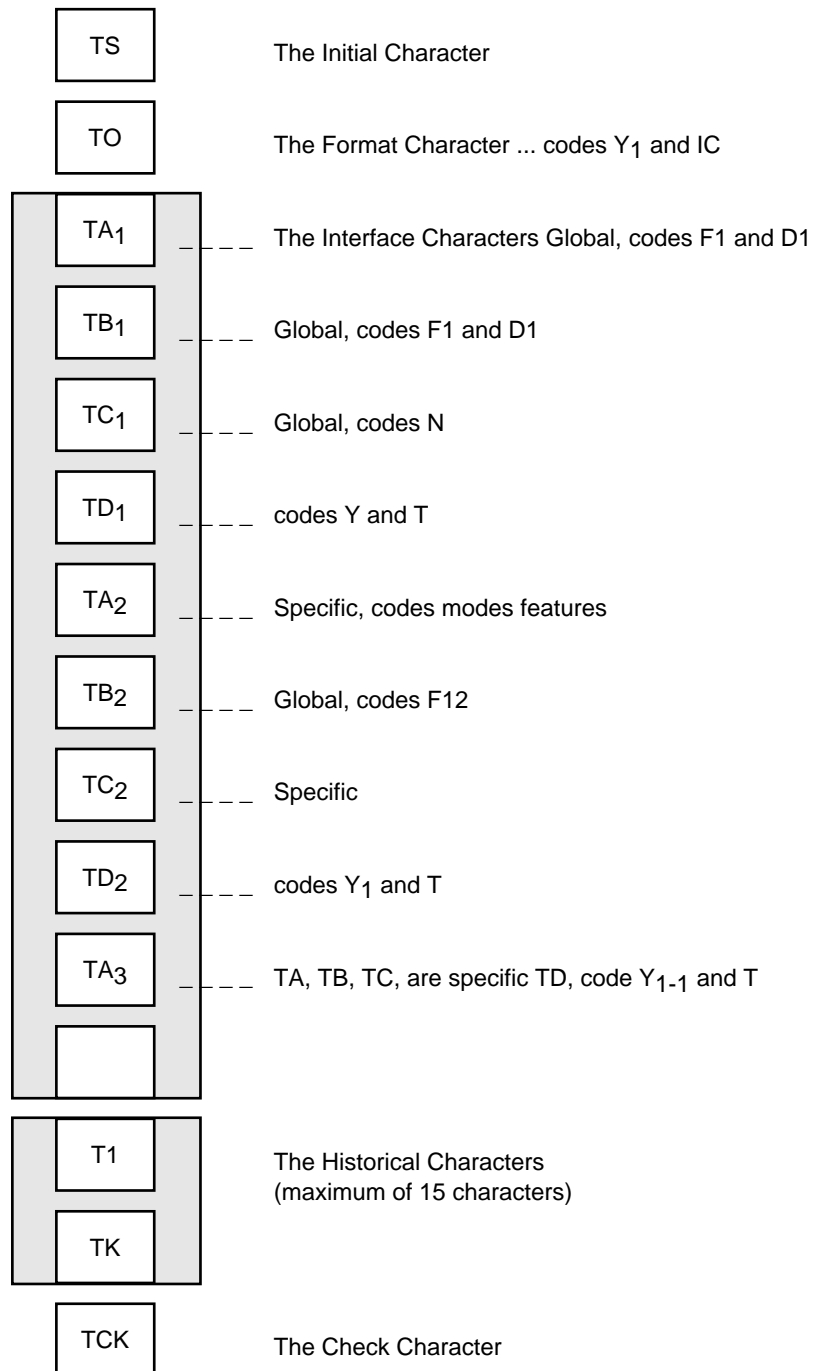 TS The Initial Character
TO The Format Character ... codes Y1 and IC
TA1 The Interface Characters Global, codes F1 and D1
TB1 Global, codes F1 and D1
TC1 Global, codes N
TD1 codes Y and T
TA2 Specific, codes modes features
TB2 Global, codes F12
TC2 Specific
TD2 codes Y1 and T
TA3 TA, TB, TC, are specific TD, code Y1-1 and T
T1 The Historical Characters
(maximum of 15 characters)
TK
TCK The Check Character